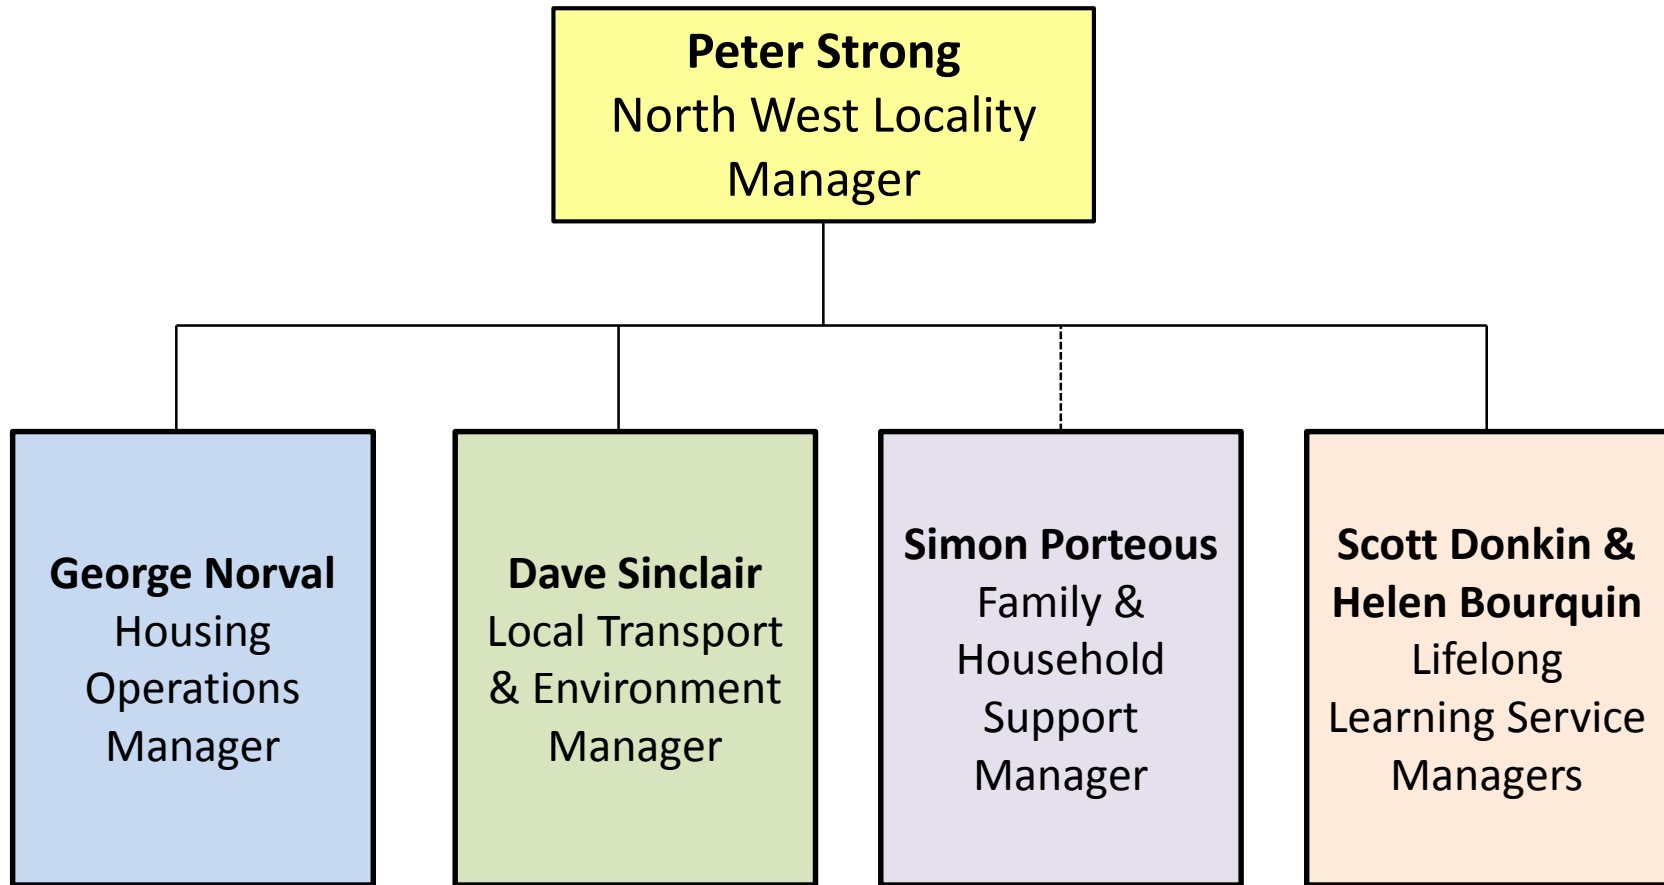 Peter Strong
North West Locality
Manager
George Norval
Housing
Operations
Manager
Dave Sinclair
Local Transport
& Environment
Manager
Simon Porteous
Family &
Household
Support
Manager
Scott Donkin &
Helen Bourquin
Lifelong
Learning Service
Managers